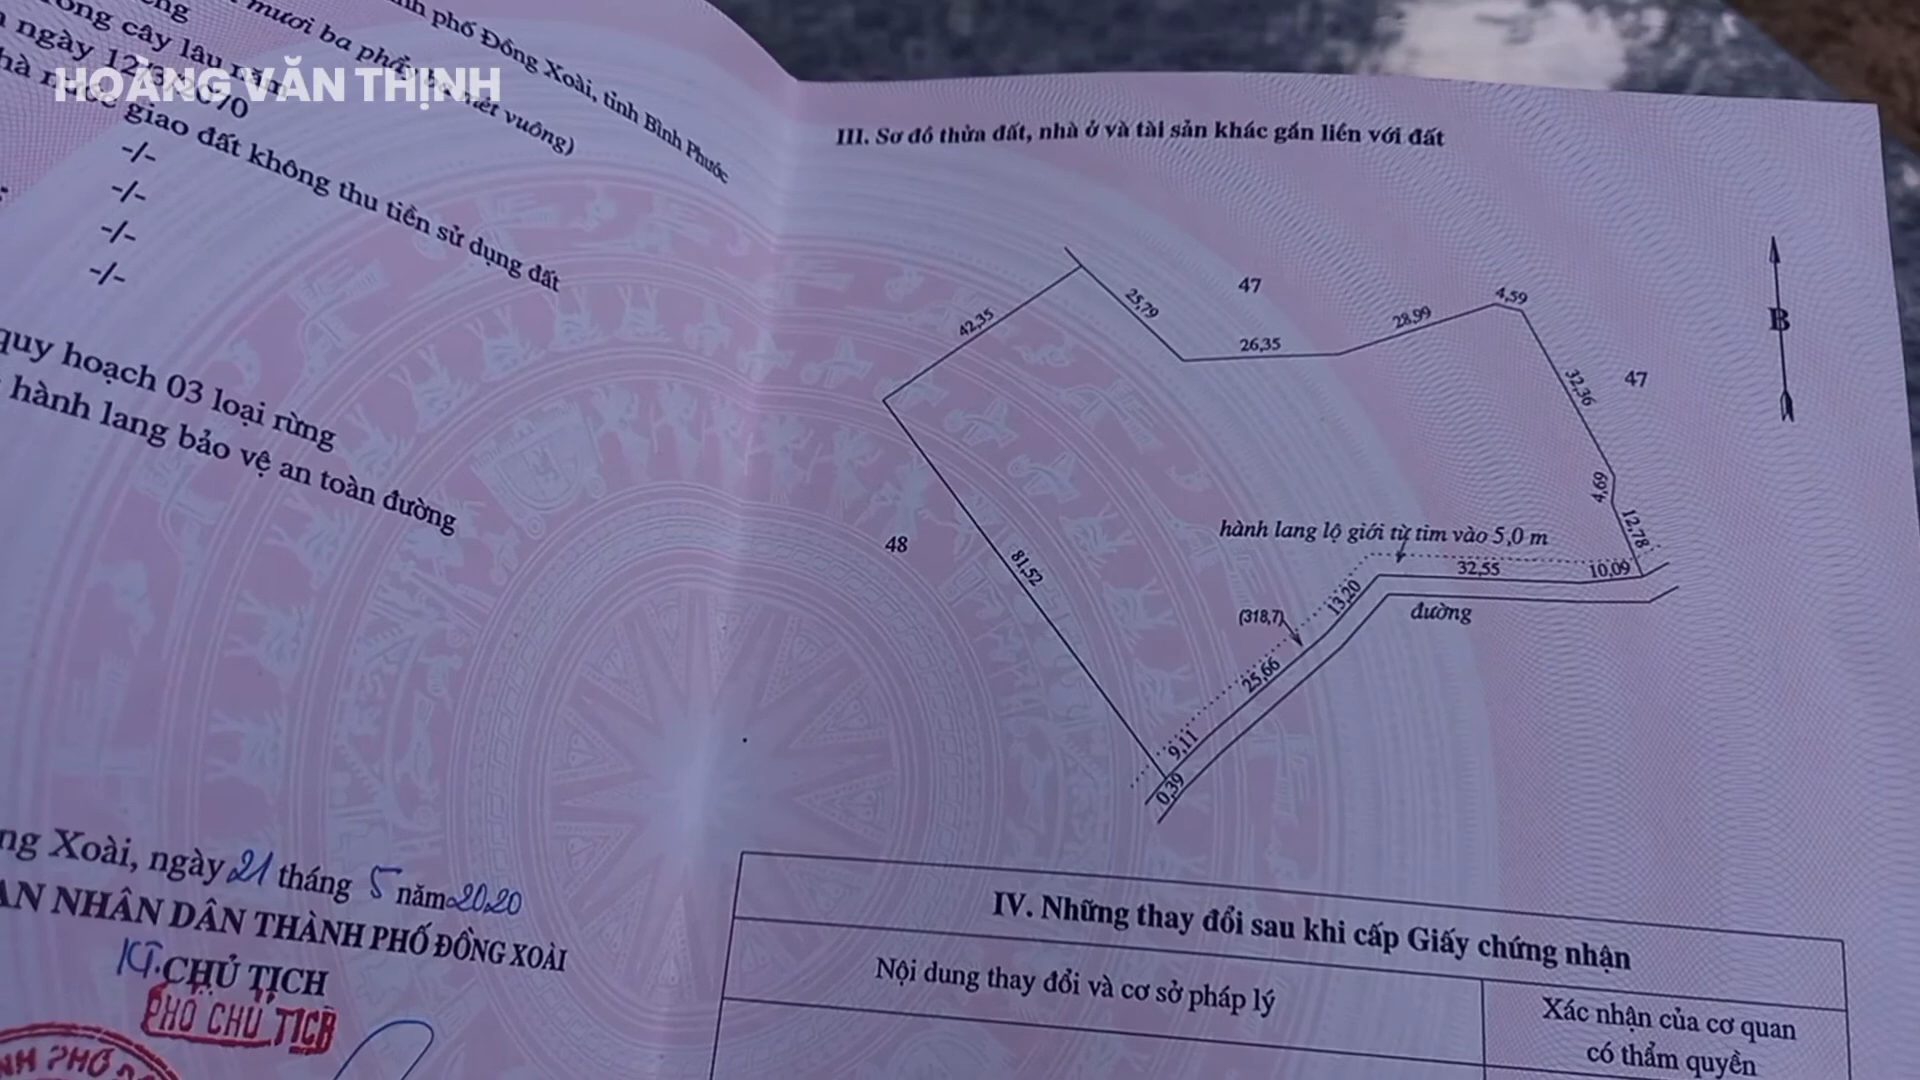 HOÀNG VĂN THỊNH
phố Đồng Xoài, tỉnh Bình Phước
mươi ba phẩy ba mét vuông)
trồng cây lâu năm
ngày 12/3/2070
giao đất không thu tiền sử dụng đất
-/-
-/-
-/-
-/-
quy hoạch 03 loại rừng
hành lang bảo vệ an toàn đường
Xoài, ngày 21 tháng 5 năm 2020
NHÂN DÂN THÀNH PHỐ ĐỒNG XOÀI
KT. CHỦ TỊCH
PHÓ CHỦ TỊCH
III. Sơ đồ thửa đất, nhà ở và tài sản khác gắn liền với đất
47
4,59
25,79
42,35
28,99
26,35
B
32,36
47
4,69
12,78
hành lang lộ giới từ tim vào 5,0 m
48
81,52
32,55
10,09
13,20
đường
(318,7)
25,66
9,11
0,39
IV. Những thay đổi sau khi cấp Giấy chứng nhận
Nội dung thay đổi và cơ sở pháp lý
Xác nhận của cơ quan
có thẩm quyền